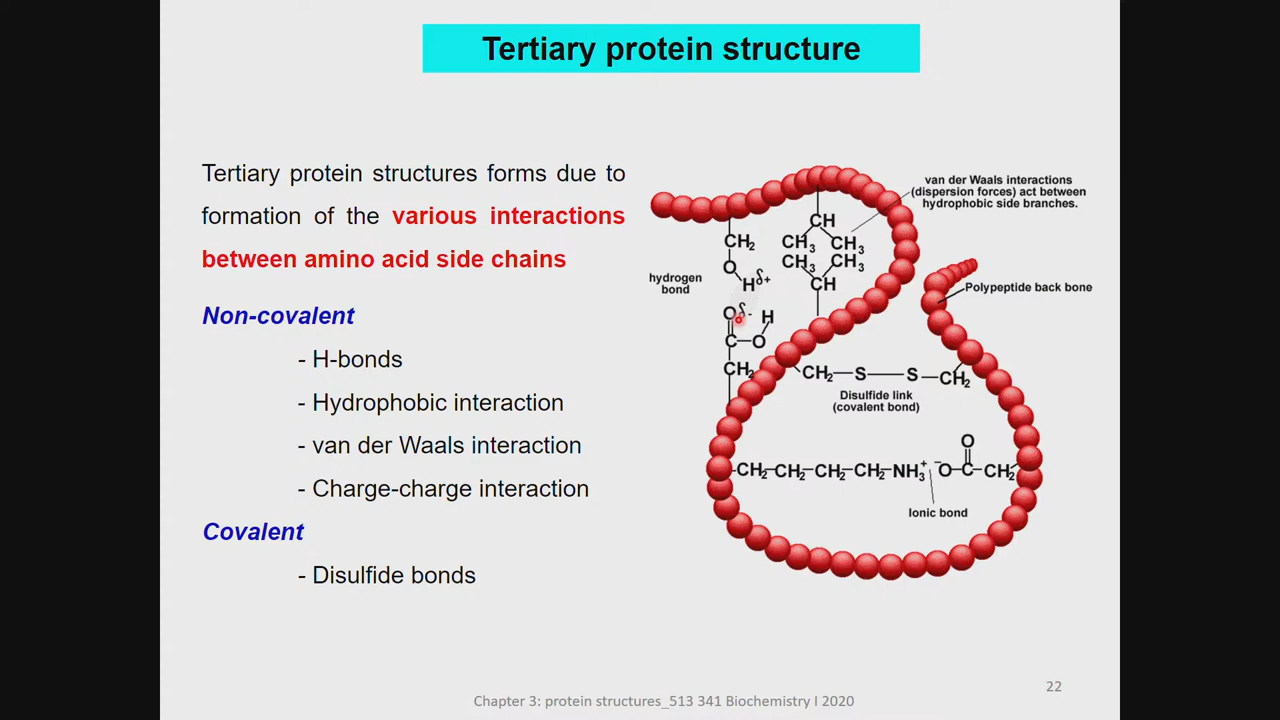 Tertiary protein structure
Tertiary protein structures forms due to
formation of the various interactions
between amino acid side chains
Non-covalent
- H-bonds
- Hydrophobic interaction
- van der Waals interaction
- Charge-charge interaction
Covalent
- Disulfide bonds
van der Waals interactions
(dispersion forces) act between
hydrophobic side branches.
CH
CH₂
CH₃ CH₃
O
CH₃ CH₃
hydrogen
bond
H δ+
CH
Polypeptide back bone
O δ- H
C O
CH₂
CH₂ S S CH₂
Disulfide link
(covalent bond)
O
CH₂ CH₂ CH₂ CH₂ NH₃⁺ ⁻O C CH₂
Ionic bond
22
Chapter 3: protein structures_513 341 Biochemistry I 2020